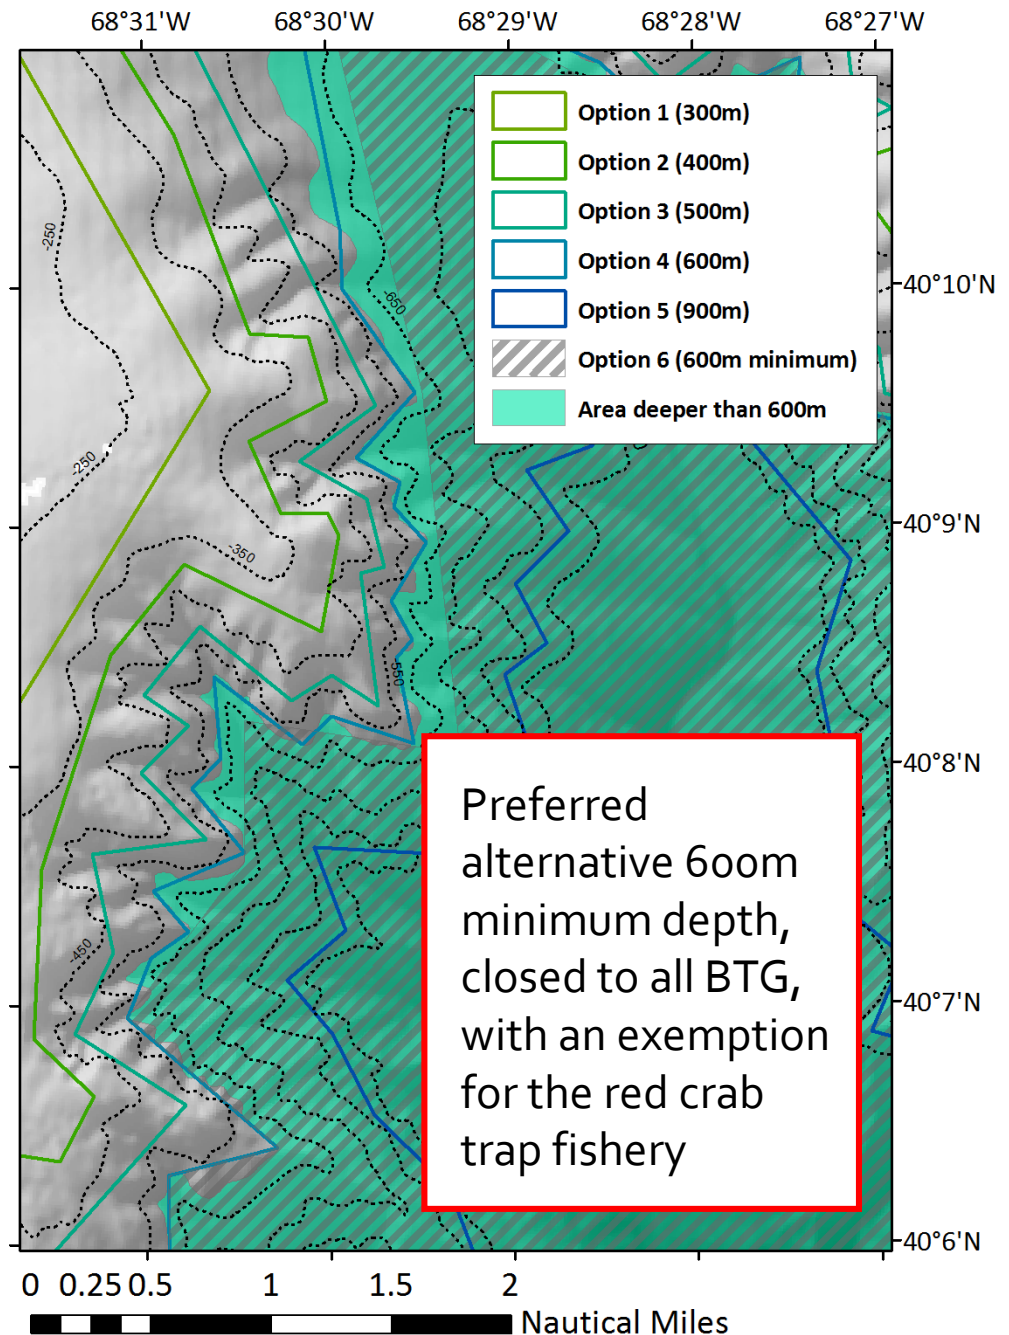 68°31'W 68°30'W 68°29'W 68°28'W 68°27'W
Option 1 (300m)
Option 2 (400m)
Option 3 (500m)
Option 4 (600m)
Option 5 (900m)
Option 6 (600m minimum)
Area deeper than 600m
-250
-650
40°10'N
-250
-350
40°9'N
-550
40°8'N
Preferred
alternative 600m
minimum depth,
closed to all BTG,
with an exemption
for the red crab
trap fishery
-450
40°7'N
40°6'N
0 0.25 0.5 1 1.5 2
Nautical Miles